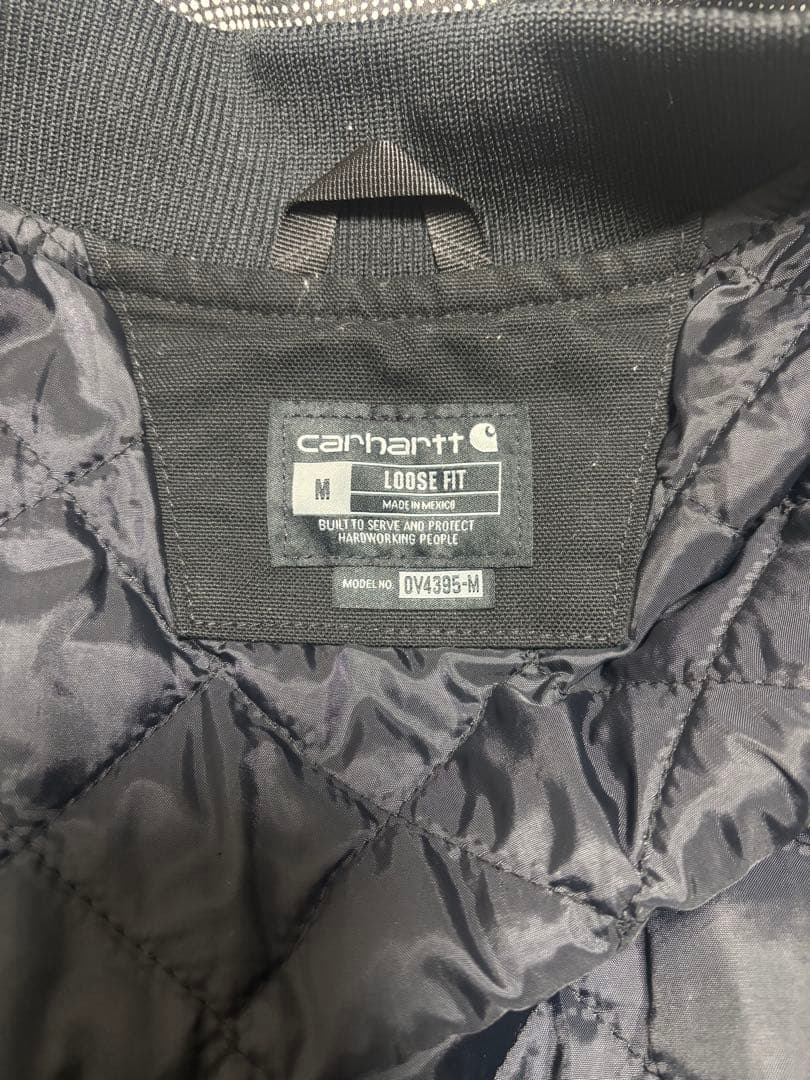 carhartt
M
LOOSE FIT
MADE IN MEXICO
BUILT TO SERVE AND PROTECT
HARDWORKING PEOPLE
MODEL NO OV4395-M